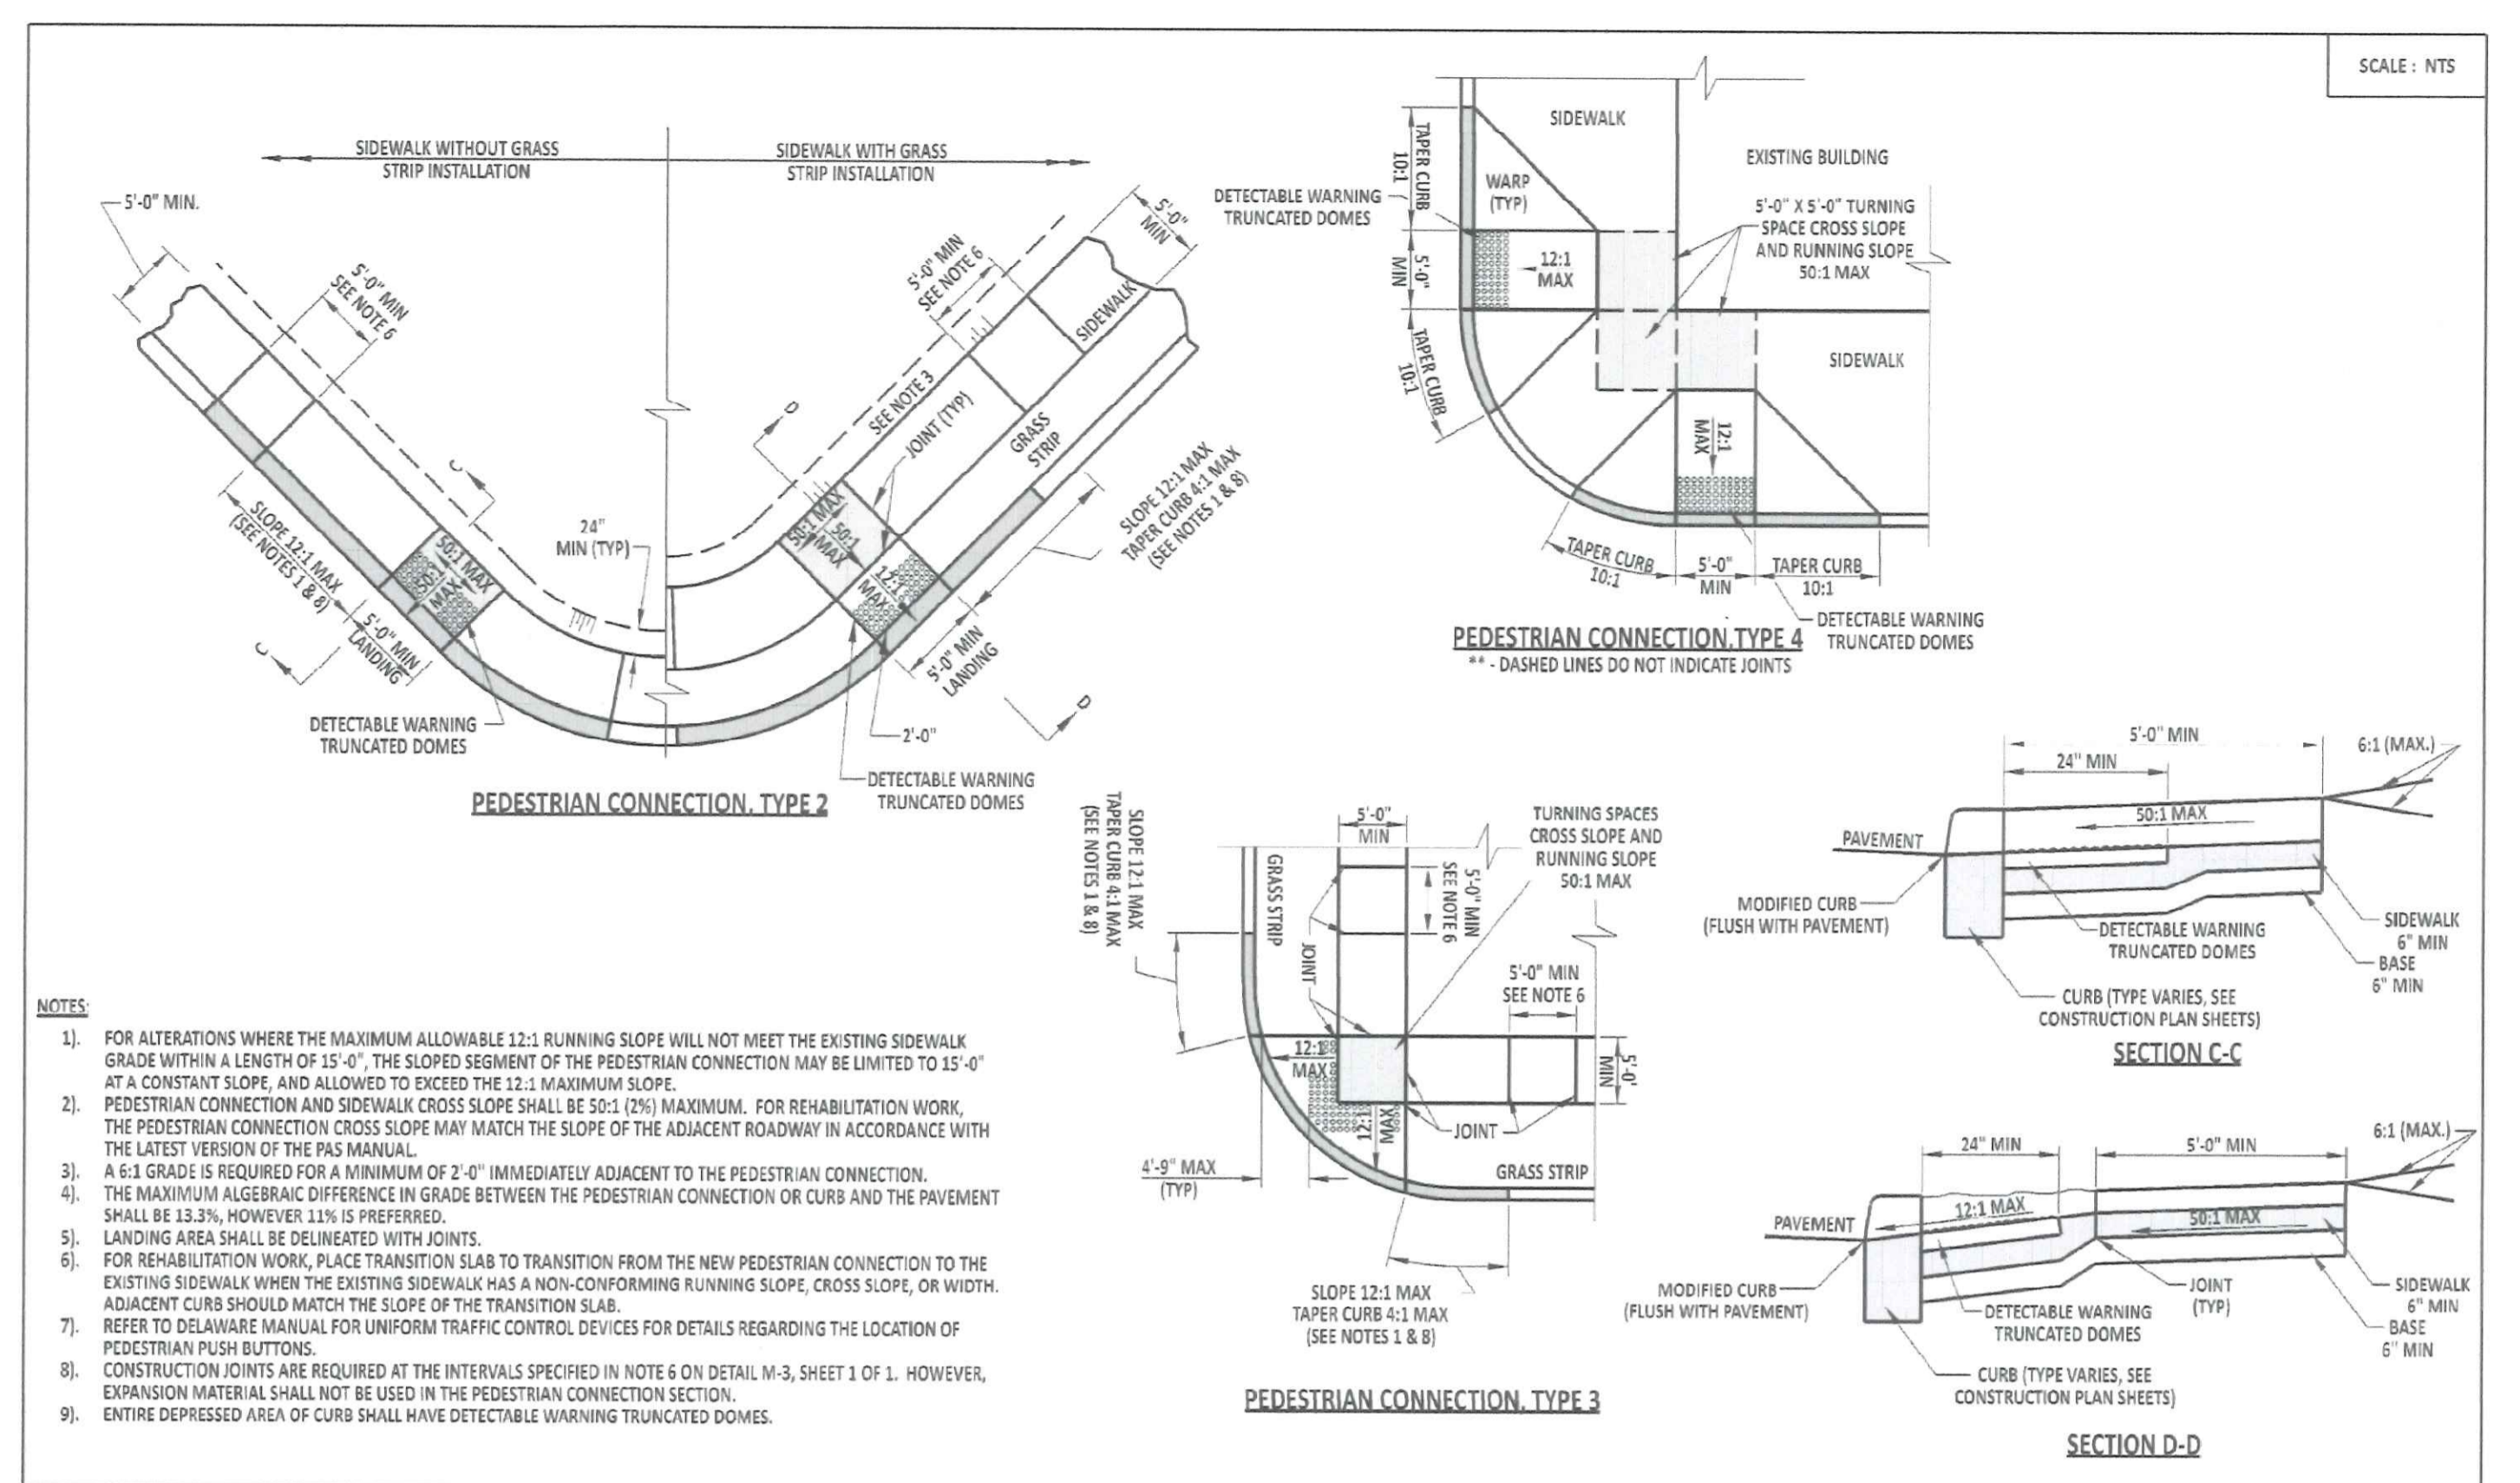 SCALE : NTS
SIDEWALK WITHOUT GRASS
STRIP INSTALLATION
SIDEWALK WITH GRASS
STRIP INSTALLATION
5'-0" MIN.
5'-0" MIN
SEE NOTE 6
5'-0" MIN
SEE NOTE 6
5'-0"
MIN
SIDEWALK
SEE NOTE 3
JOINT (TYP)
GRASS
STRIP
D
C
24"
MIN (TYP)
SLOPE 12:1 MAX
TAPER CURB 4:1 MAX
(SEE NOTES 1 & 8)
SLOPE 12:1 MAX
(SEE NOTES 1 & 8)
50:1 MAX
50:1
MAX
50:1 MAX
50:1
MAX
12:1
MAX
5'-0" MIN
LANDING
C
5'-0" MIN
LANDING
D
2'-0"
DETECTABLE WARNING
TRUNCATED DOMES
DETECTABLE WARNING
TRUNCATED DOMES
PEDESTRIAN CONNECTION, TYPE 2
SIDEWALK
TAPER CURB
10:1
WARP
(TYP)
EXISTING BUILDING
DETECTABLE WARNING
TRUNCATED DOMES
5'-0" X 5'-0" TURNING
SPACE CROSS SLOPE
AND RUNNING SLOPE
50:1 MAX
5'-0"
MIN
12:1
MAX
TAPER CURB
10:1
SIDEWALK
12:1
MAX
TAPER CURB
10:1
5'-0"
MIN
TAPER CURB
10:1
DETECTABLE WARNING
TRUNCATED DOMES
PEDESTRIAN CONNECTION, TYPE 4
** - DASHED LINES DO NOT INDICATE JOINTS
5'-0" MIN
24" MIN
6:1 (MAX.)
50:1 MAX
PAVEMENT
MODIFIED CURB
(FLUSH WITH PAVEMENT)
DETECTABLE WARNING
TRUNCATED DOMES
SIDEWALK
6" MIN
BASE
6" MIN
CURB (TYPE VARIES, SEE
CONSTRUCTION PLAN SHEETS)
SECTION C-C
SLOPE 12:1 MAX
TAPER CURB 4:1 MAX
(SEE NOTES 1 & 8)
5'-0"
MIN
TURNING SPACES
CROSS SLOPE AND
RUNNING SLOPE
50:1 MAX
GRASS STRIP
5'-0" MIN
SEE NOTE 6
JOINT
5'-0" MIN
SEE NOTE 6
12:1
MAX
5'-0"
MIN
12:1
MAX
JOINT
4'-9" MAX
(TYP)
GRASS STRIP
SLOPE 12:1 MAX
TAPER CURB 4:1 MAX
(SEE NOTES 1 & 8)
PEDESTRIAN CONNECTION, TYPE 3
24" MIN
5'-0" MIN
6:1 (MAX.)
12:1 MAX
50:1 MAX
PAVEMENT
MODIFIED CURB
(FLUSH WITH PAVEMENT)
DETECTABLE WARNING
TRUNCATED DOMES
JOINT
(TYP)
SIDEWALK
6" MIN
BASE
6" MIN
CURB (TYPE VARIES, SEE
CONSTRUCTION PLAN SHEETS)
SECTION D-D
NOTES:
1). FOR ALTERATIONS WHERE THE MAXIMUM ALLOWABLE 12:1 RUNNING SLOPE WILL NOT MEET THE EXISTING SIDEWALK
GRADE WITHIN A LENGTH OF 15'-0", THE SLOPED SEGMENT OF THE PEDESTRIAN CONNECTION MAY BE LIMITED TO 15'-0"
AT A CONSTANT SLOPE, AND ALLOWED TO EXCEED THE 12:1 MAXIMUM SLOPE.
2). PEDESTRIAN CONNECTION AND SIDEWALK CROSS SLOPE SHALL BE 50:1 (2%) MAXIMUM. FOR REHABILITATION WORK,
THE PEDESTRIAN CONNECTION CROSS SLOPE MAY MATCH THE SLOPE OF THE ADJACENT ROADWAY IN ACCORDANCE WITH
THE LATEST VERSION OF THE PAS MANUAL.
3). A 6:1 GRADE IS REQUIRED FOR A MINIMUM OF 2'-0" IMMEDIATELY ADJACENT TO THE PEDESTRIAN CONNECTION.
4). THE MAXIMUM ALGEBRAIC DIFFERENCE IN GRADE BETWEEN THE PEDESTRIAN CONNECTION OR CURB AND THE PAVEMENT
SHALL BE 13.3%, HOWEVER 11% IS PREFERRED.
5). LANDING AREA SHALL BE DELINEATED WITH JOINTS.
6). FOR REHABILITATION WORK, PLACE TRANSITION SLAB TO TRANSITION FROM THE NEW PEDESTRIAN CONNECTION TO THE
EXISTING SIDEWALK WHEN THE EXISTING SIDEWALK HAS A NON-CONFORMING RUNNING SLOPE, CROSS SLOPE, OR WIDTH.
ADJACENT CURB SHOULD MATCH THE SLOPE OF THE TRANSITION SLAB.
7). REFER TO DELAWARE MANUAL FOR UNIFORM TRAFFIC CONTROL DEVICES FOR DETAILS REGARDING THE LOCATION OF
PEDESTRIAN PUSH BUTTONS.
8). CONSTRUCTION JOINTS ARE REQUIRED AT THE INTERVALS SPECIFIED IN NOTE 6 ON DETAIL M-3, SHEET 1 OF 1. HOWEVER,
EXPANSION MATERIAL SHALL NOT BE USED IN THE PEDESTRIAN CONNECTION SECTION.
9). ENTIRE DEPRESSED AREA OF CURB SHALL HAVE DETECTABLE WARNING TRUNCATED DOMES.